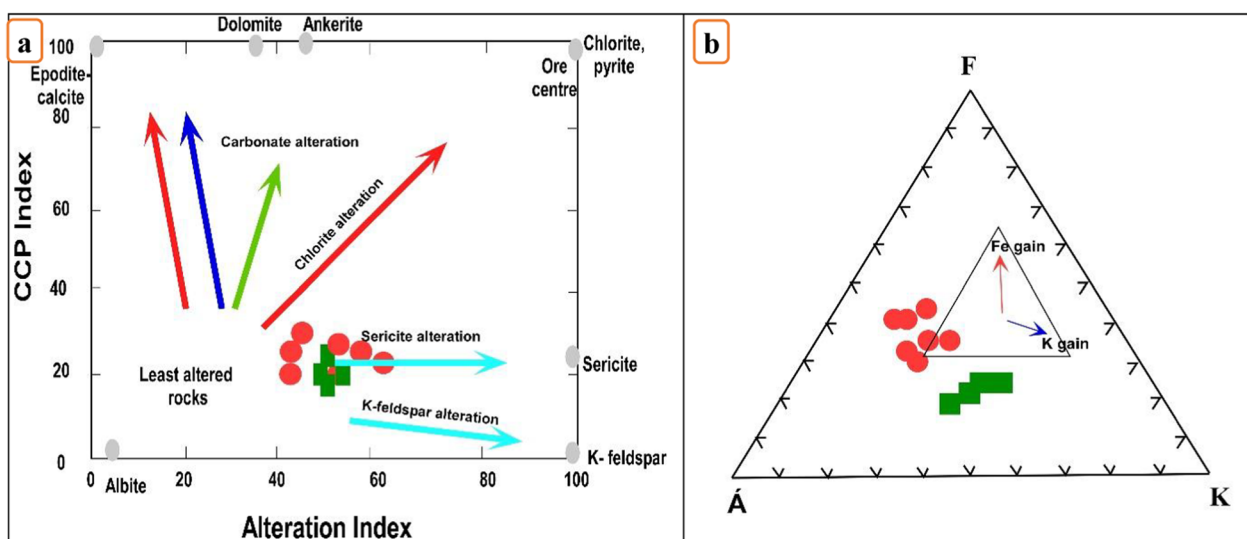 a
Dolomite
Ankerite
100
Epodite-
calcite
80
60
40
20
0
CCP Index
Chlorite,
pyrite
Ore
centre
Carbonate alteration
Chlorite alteration
Sericite alteration
Sericite
Least altered
rocks
K-feldspar alteration
K- feldspar
0
20
40
60
80
100
Albite
Alteration Index
b
F
Fe gain
K gain
Á
K